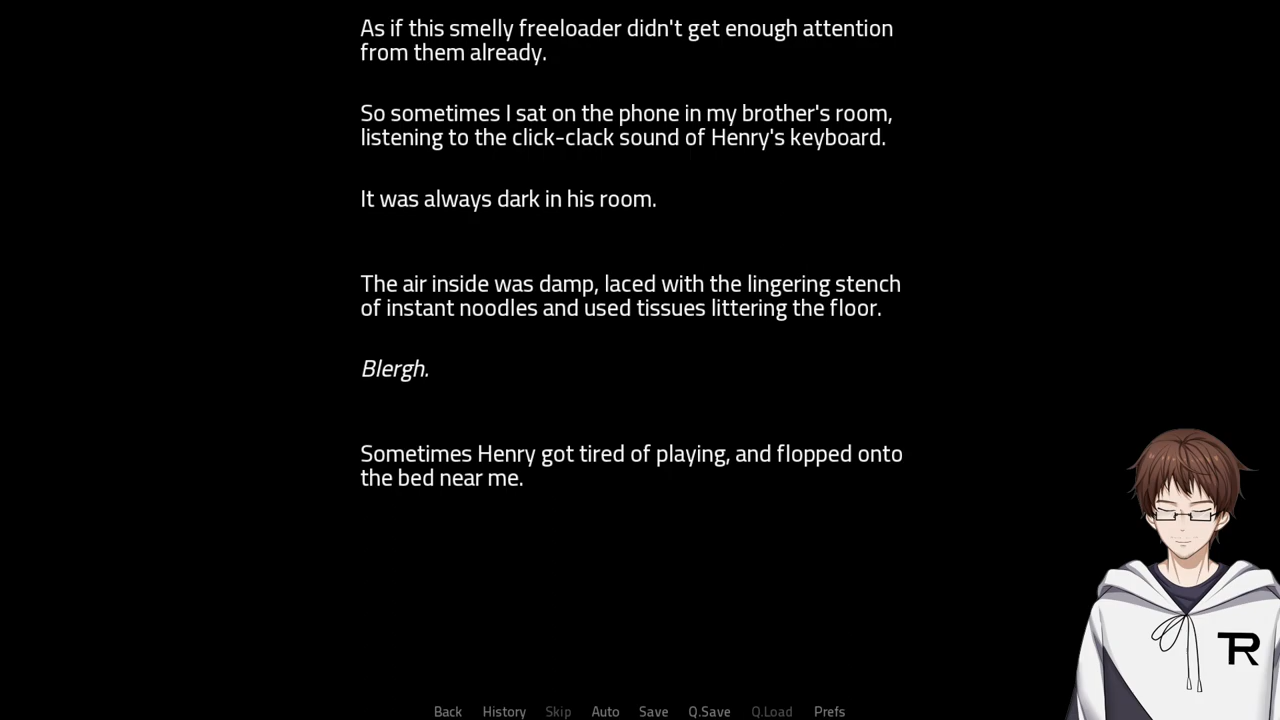 As if this smelly freeloader didn't get enough attention
from them already.
So sometimes I sat on the phone in my brother's room,
listening to the click-clack sound of Henry's keyboard.
It was always dark in his room.
The air inside was damp, laced with the lingering stench
of instant noodles and used tissues littering the floor.
Blergh.
Sometimes Henry got tired of playing, and flopped onto
the bed near me.
TR
Back History Skip Auto Save Q.Save Q.Load Prefs